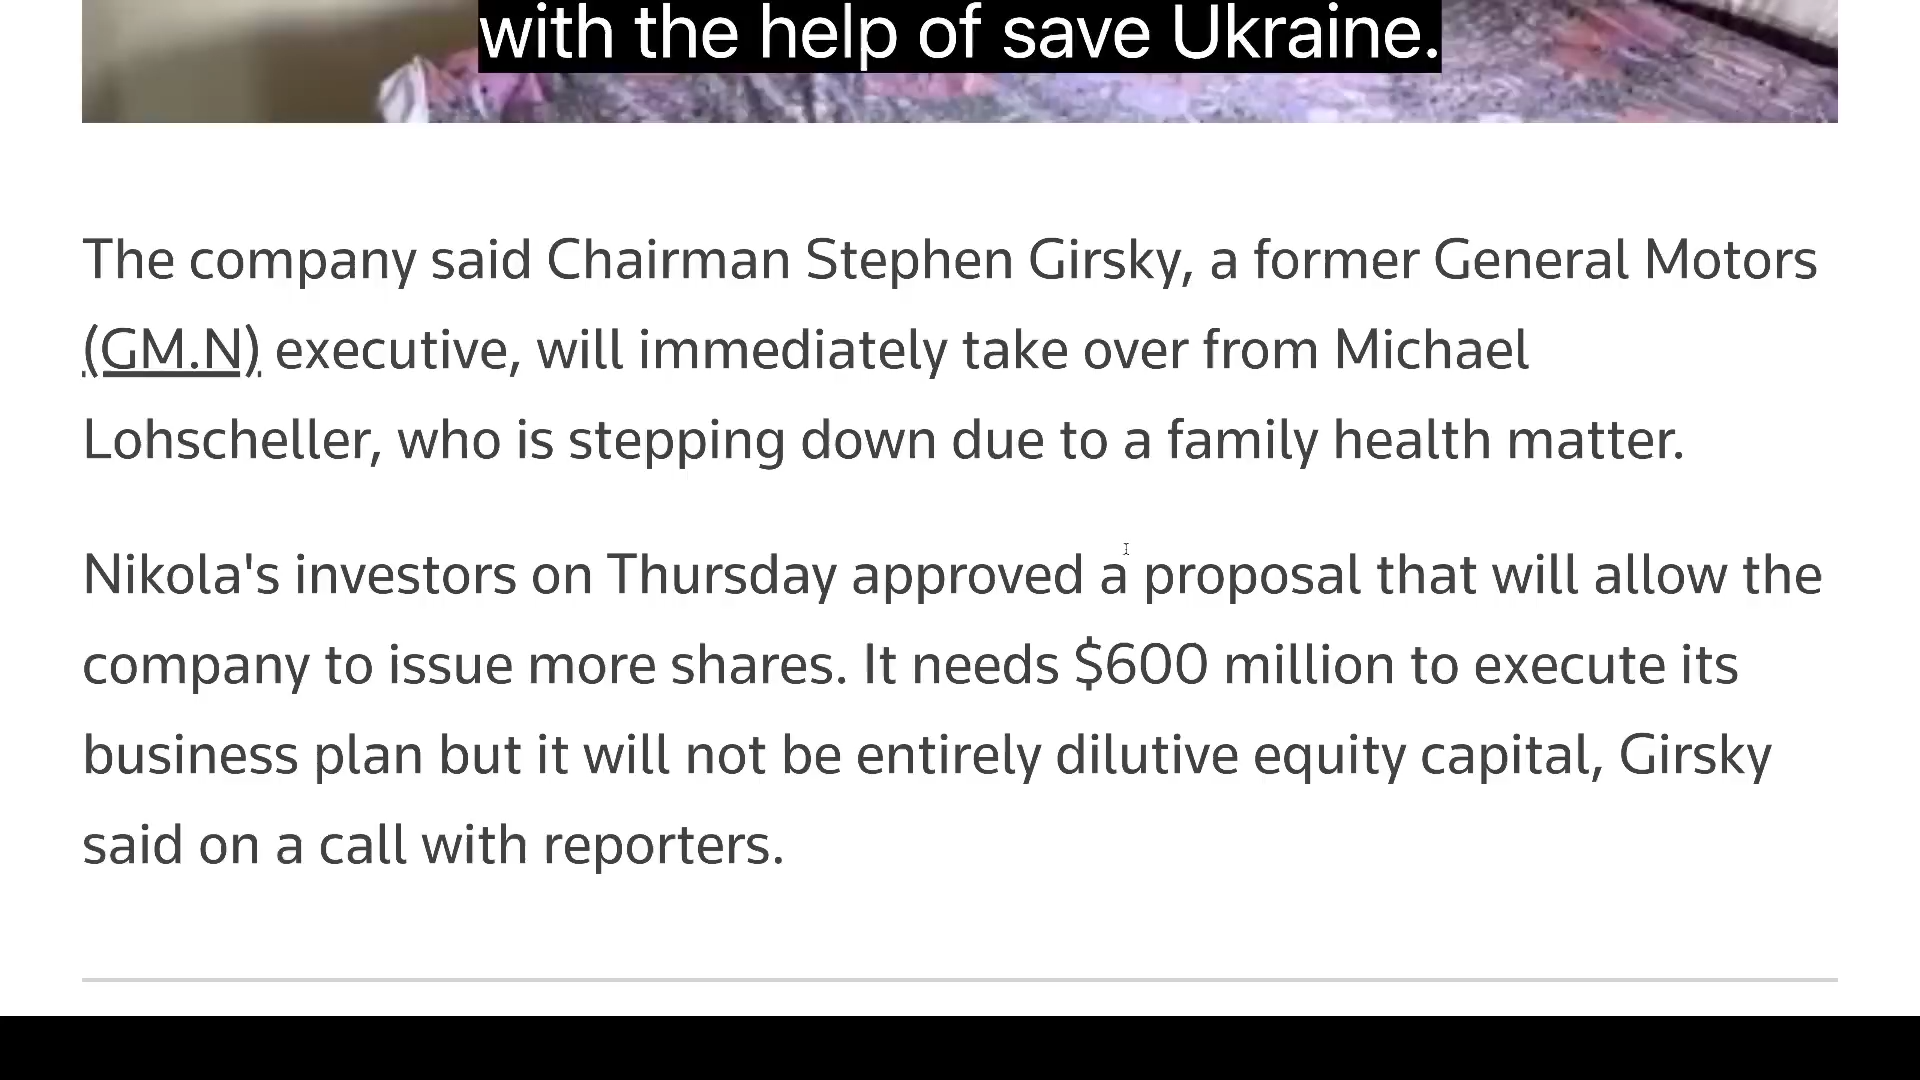 with the help of save Ukraine.
The company said Chairman Stephen Girsky, a former General Motors
(GM.N) executive, will immediately take over from Michael
Lohscheller, who is stepping down due to a family health matter.
Nikola's investors on Thursday approved a proposal that will allow the
company to issue more shares. It needs $600 million to execute its
business plan but it will not be entirely dilutive equity capital, Girsky
said on a call with reporters.